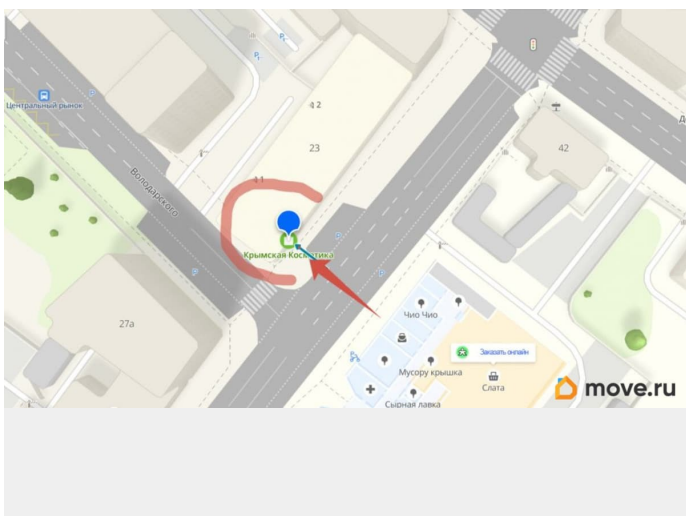 Центральный рынок
Володарского
23
42
27а
Крымская Косметика
Чио Чио
Заказать онлайн
Мусору крышка
Слата
Сырная лавка
move.ru